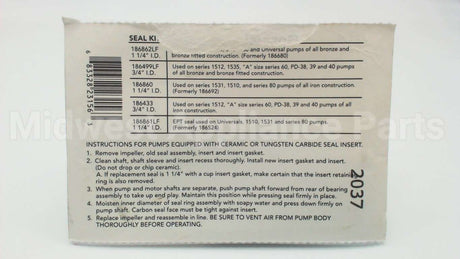 SEAL KI
186862LF and Universal pumps of all bronze and
1 1/4" I.D. bronze fitted construction. (Formerly 186680)
186499LF Used on series 1512, 1535, "A" size series 60, PD-38, 39 and 40 pumps
3/4" I.D. of all bronze and bronze fitted construction.
186860 Used on series 1531, 1510, and series 80 pumps of all iron construction.
1 1/4" I.D. (Formerly 186692)
186433 Used on series 1512, "A" size series 60, PD-38, 39 and 40 pumps of all
3/4" I.D. iron construction.
186861LF EPT seal used on Universals, 1510, 1531 and series 80 pumps.
1 1/4" I.D. (Formerly 186524)
INSTRUCTIONS FOR PUMPS EQUIPPED WITH CERAMIC OR TUNGSTEN CARBIDE SEAL INSERT.
1. Remove impeller, old seal assembly, insert and insert gasket.
2. Clean shaft, shaft sleeve and insert recess thoroughly. Install new insert gasket and insert.
(Do not drop or chip ceramic).
A. If replacement seal is 1 1/4" with a cup insert gasket, make certain that the insert retaining
ring is also removed.
3. When pump and motor shafts are separate, push pump shaft forward from rear of bearing
assembly to take up end play. Maintain this position while pressing seal firmly in place.
4. Moisten inner diameter of seal ring assembly with soapy water and press down firmly on
pump shaft. Carbon seal face must be tight against insert.
5. Replace impeller and reassemble in line. BE SURE TO VENT AIR FROM PUMP BODY
THOROUGHLY BEFORE OPERATING.
2037
Midwest Appliance Parts